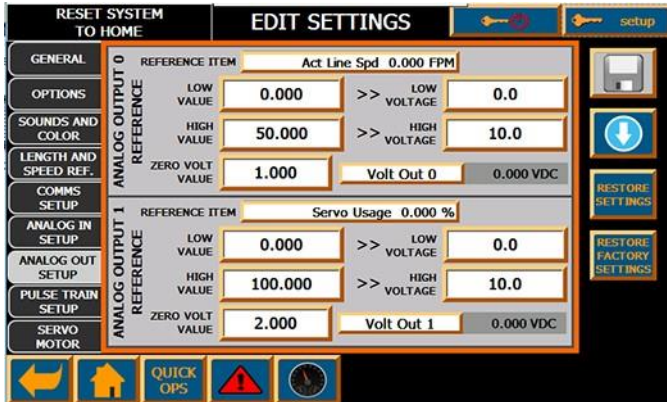 RESET SYSTEM
TO HOME
EDIT SETTINGS
setup
GENERAL
OPTIONS
SOUNDS AND
COLOR
LENGTH AND
SPEED REF.
COMMS
SETUP
ANALOG IN
SETUP
ANALOG OUT
SETUP
PULSE TRAIN
SETUP
SERVO
MOTOR
ANALOG OUTPUT 0
REFERENCE
REFERENCE ITEM Act Line Spd 0.000 FPM
LOW
VALUE
0.000
>>
LOW
VOLTAGE
0.0
HIGH
VALUE
50.000
>>
HIGH
VOLTAGE
10.0
ZERO VOLT
VALUE
1.000
Volt Out 0
0.000 VDC
ANALOG OUTPUT 1
REFERENCE
REFERENCE ITEM Servo Usage 0.000 %
LOW
VALUE
0.000
>>
LOW
VOLTAGE
0.0
HIGH
VALUE
100.000
>>
HIGH
VOLTAGE
10.0
ZERO VOLT
VALUE
2.000
Volt Out 1
0.000 VDC
RESTORE
SETTINGS
RESTORE
FACTORY
SETTINGS
QUICK
OPS